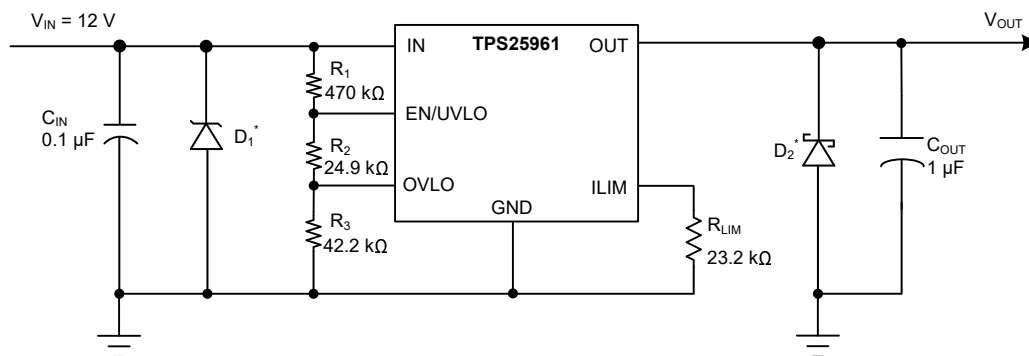 V_IN = 12 V
V_OUT
IN
TPS25961
OUT
R_1
470 kΩ
EN/UVLO
C_IN
0.1 µF
D_1*
R_2
24.9 kΩ
D_2*
C_OUT
1 µF
OVLO
ILIM
GND
R_3
42.2 kΩ
R_LIM
23.2 kΩ